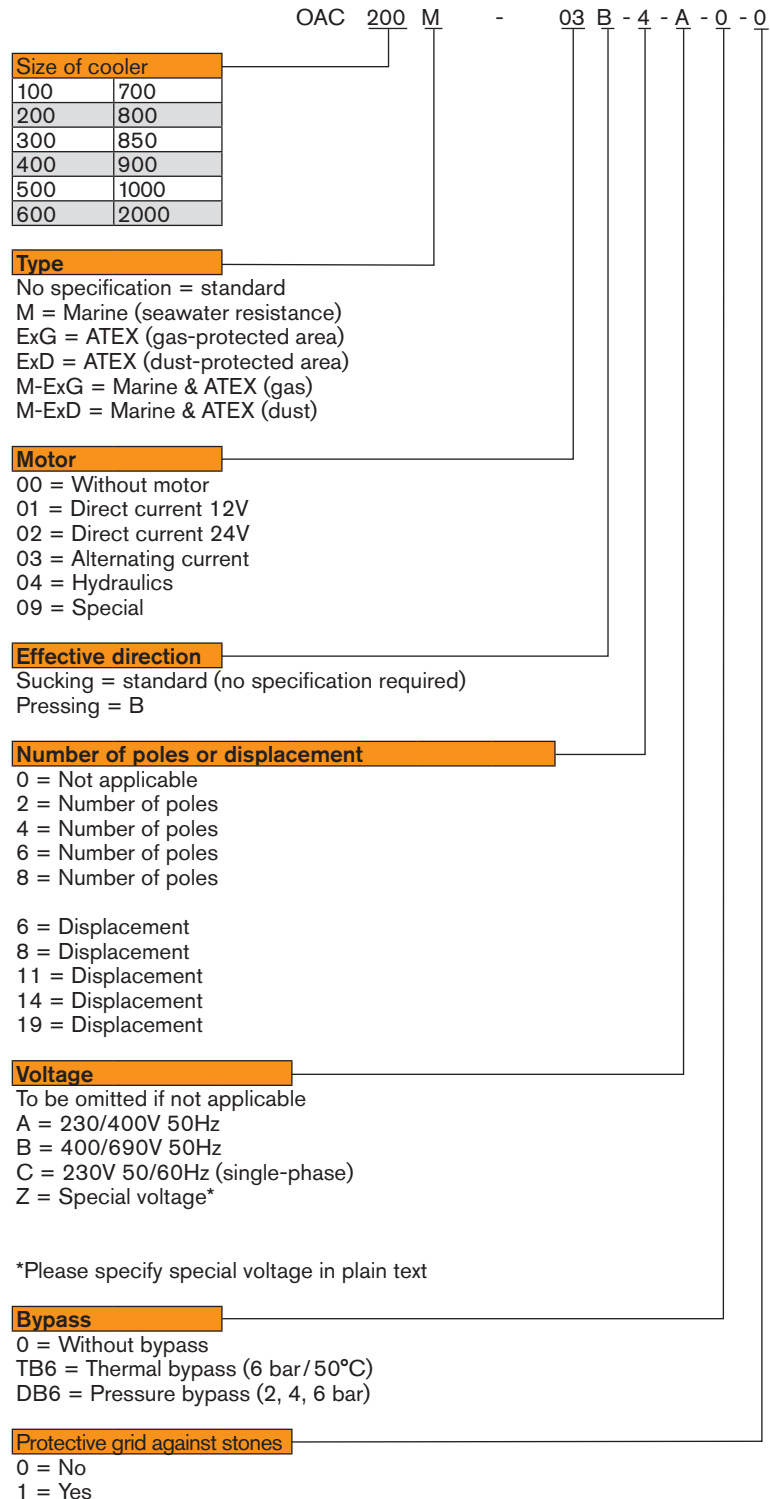 OAC 200 M - 03 B - 4 - A - 0 - 0
Size of cooler
100 700
200 800
300 850
400 900
500 1000
600 2000
Type
No specification = standard
M = Marine (seawater resistance)
ExG = ATEX (gas-protected area)
ExD = ATEX (dust-protected area)
M-ExG = Marine & ATEX (gas)
M-ExD = Marine & ATEX (dust)
Motor
00 = Without motor
01 = Direct current 12V
02 = Direct current 24V
03 = Alternating current
04 = Hydraulics
09 = Special
Effective direction
Sucking = standard (no specification required)
Pressing = B
Number of poles or displacement
0 = Not applicable
2 = Number of poles
4 = Number of poles
6 = Number of poles
8 = Number of poles
6 = Displacement
8 = Displacement
11 = Displacement
14 = Displacement
19 = Displacement
Voltage
To be omitted if not applicable
A = 230/400V 50Hz
B = 400/690V 50Hz
C = 230V 50/60Hz (single-phase)
Z = Special voltage*
*Please specify special voltage in plain text
Bypass
0 = Without bypass
TB6 = Thermal bypass (6 bar/50°C)
DB6 = Pressure bypass (2, 4, 6 bar)
Protective grid against stones
0 = No
1 = Yes